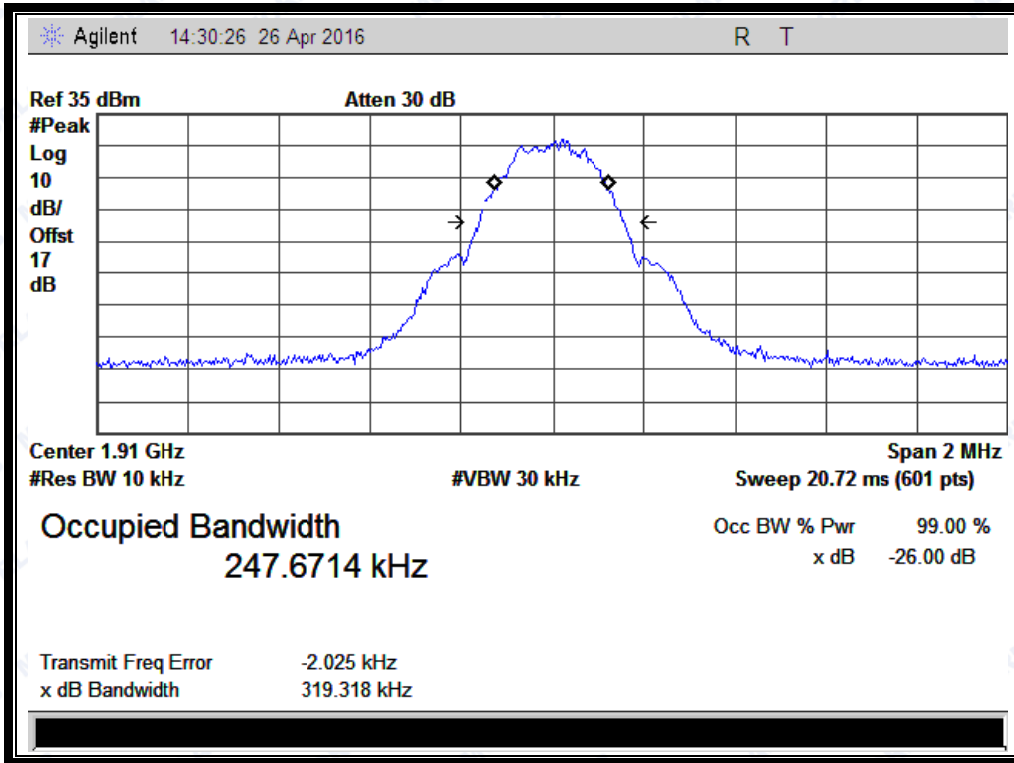 Agilent 14:30:26 26 Apr 2016 R T
Ref 35 dBm Atten 30 dB
#Peak
Log
10
dB/
Offst
17
dB
Center 1.91 GHz Span 2 MHz
#Res BW 10 kHz #VBW 30 kHz Sweep 20.72 ms (601 pts)
Occupied Bandwidth Occ BW % Pwr 99.00 %
247.6714 kHz x dB -26.00 dB
Transmit Freq Error -2.025 kHz
x dB Bandwidth 319.318 kHz